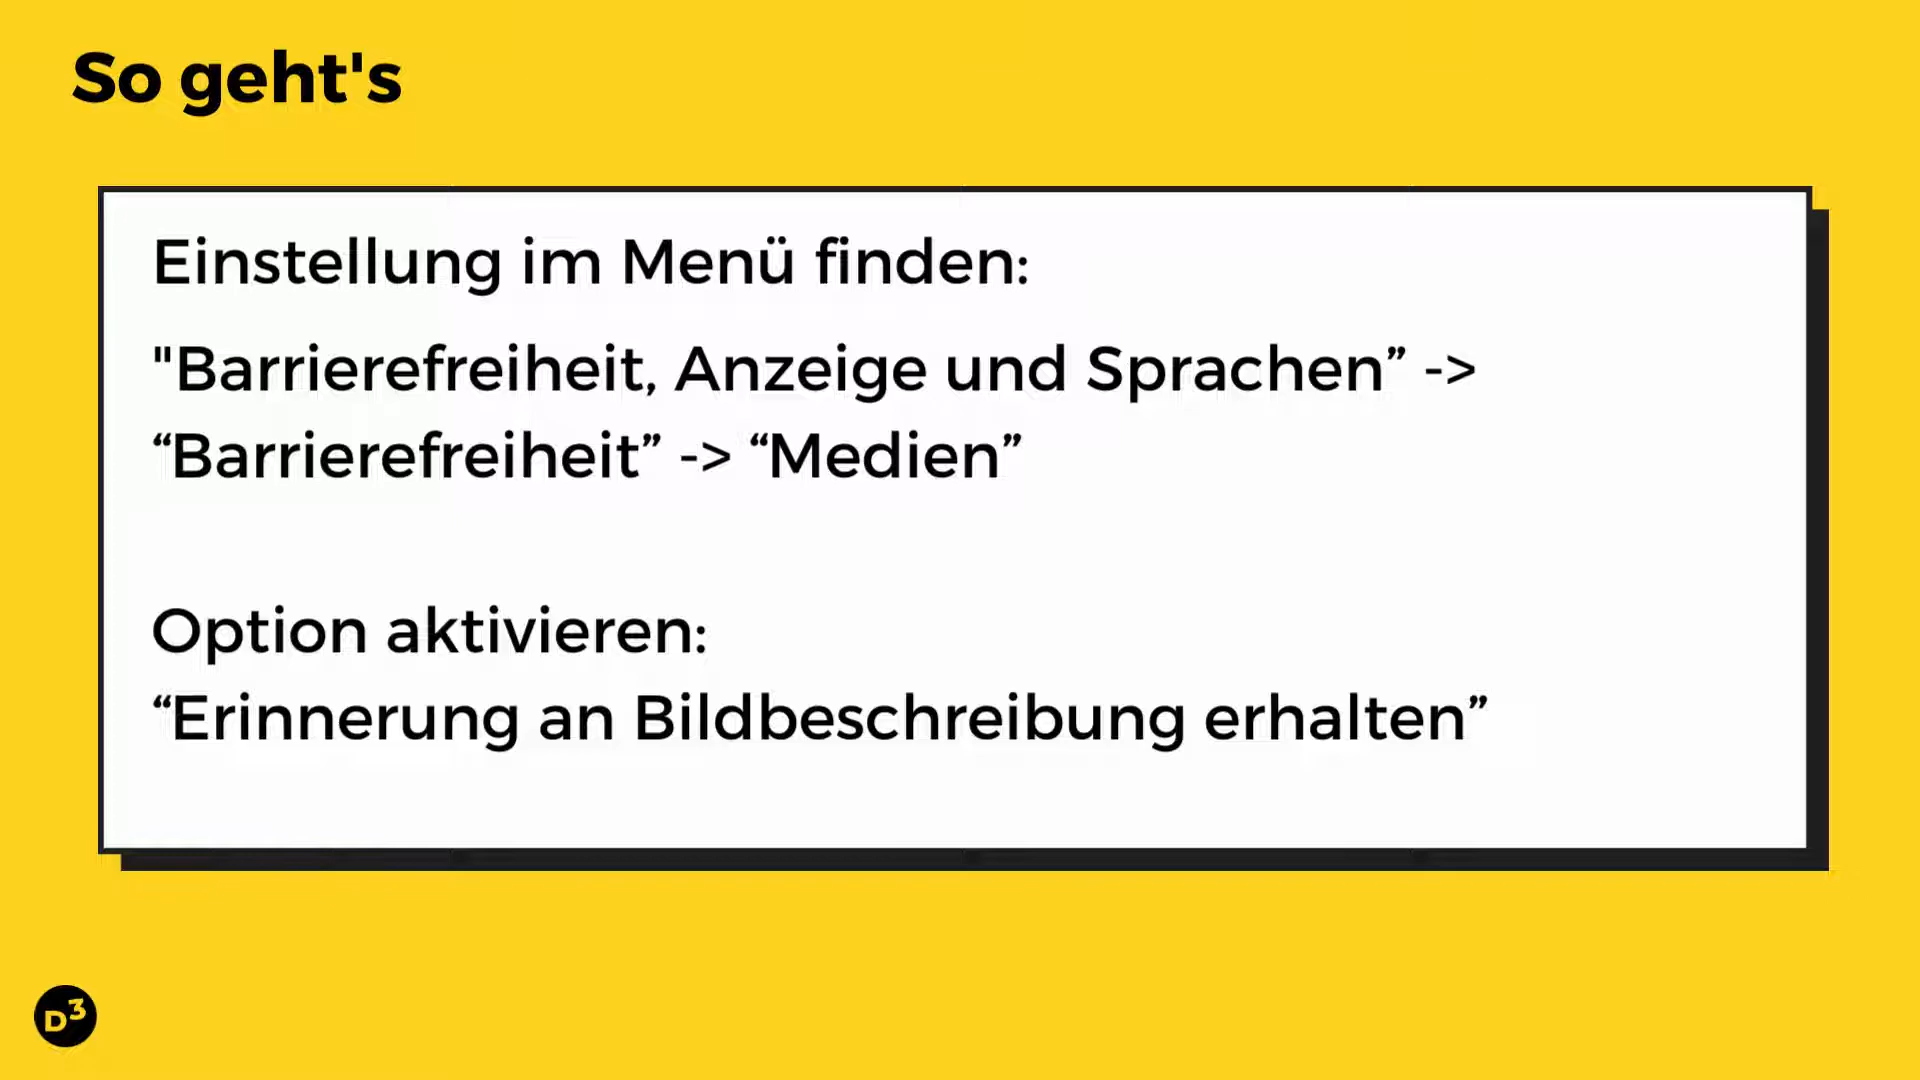 So geht's
Einstellung im Menü finden:
"Barrierefreiheit, Anzeige und Sprachen” ->
“Barrierefreiheit” -> “Medien”
Option aktivieren:
“Erinnerung an Bildbeschreibung erhalten”
D3